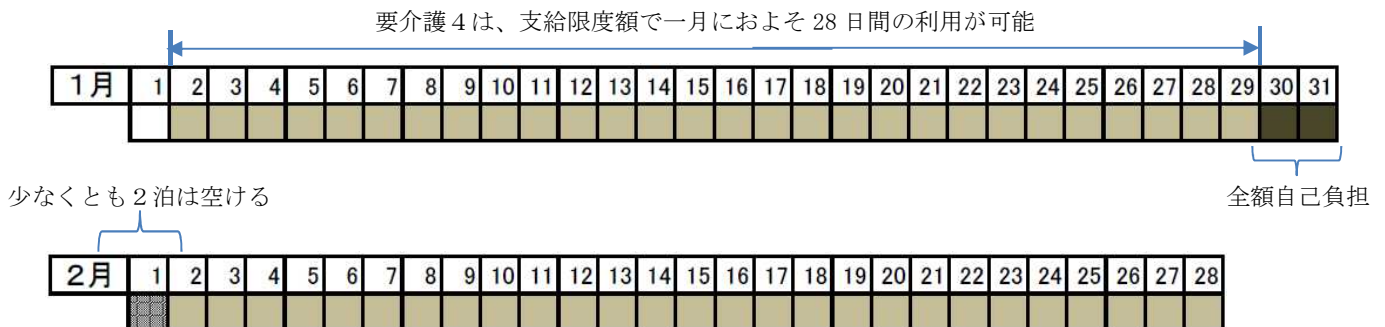 要介護４は、支給限度額で一月におよそ 28 日間の利用が可能
1月 1 2 3 4 5 6 7 8 9 10 11 12 13 14 15 16 17 18 19 20 21 22 23 24 25 26 27 28 29 30 31
少なくとも２泊は空ける
全額自己負担
2月 1 2 3 4 5 6 7 8 9 10 11 12 13 14 15 16 17 18 19 20 21 22 23 24 25 26 27 28